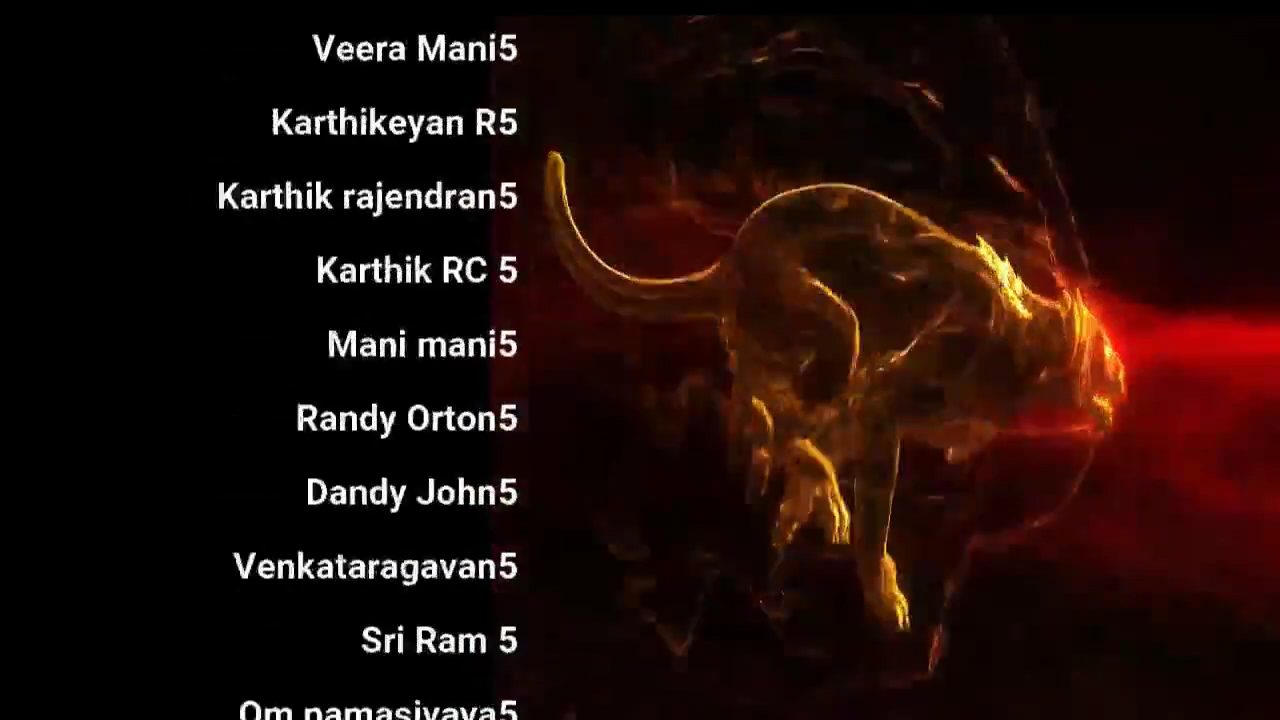 Veera Mani5
Karthikeyan R5
Karthik rajendran5
Karthik RC 5
Mani mani5
Randy Orton5
Dandy John5
Venkataragavan5
Sri Ram 5
Om namasivaya5